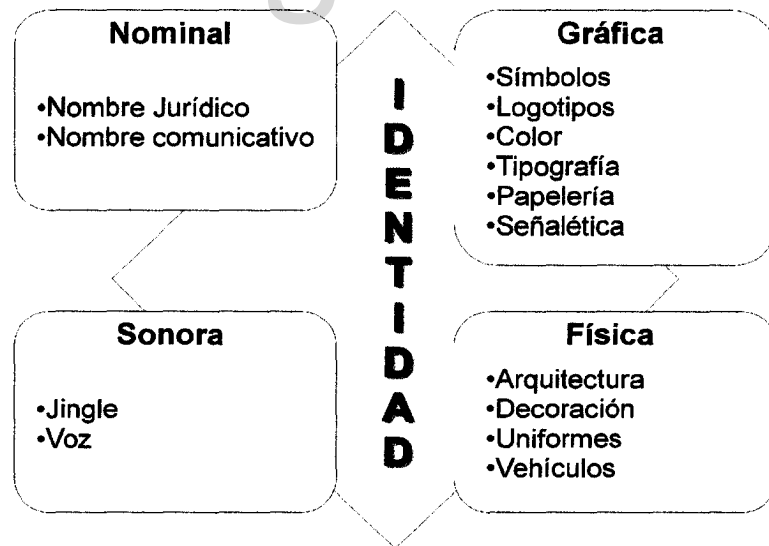 Nominal
•Nombre Jurídico
•Nombre comunicativo
Gráfica
•Símbolos
•Logotipos
•Color
•Tipografía
•Papelería
•Señalética
IDENTIDAD
Sonora
•Jingle
•Voz
Física
•Arquitectura
•Decoración
•Uniformes
•Vehículos